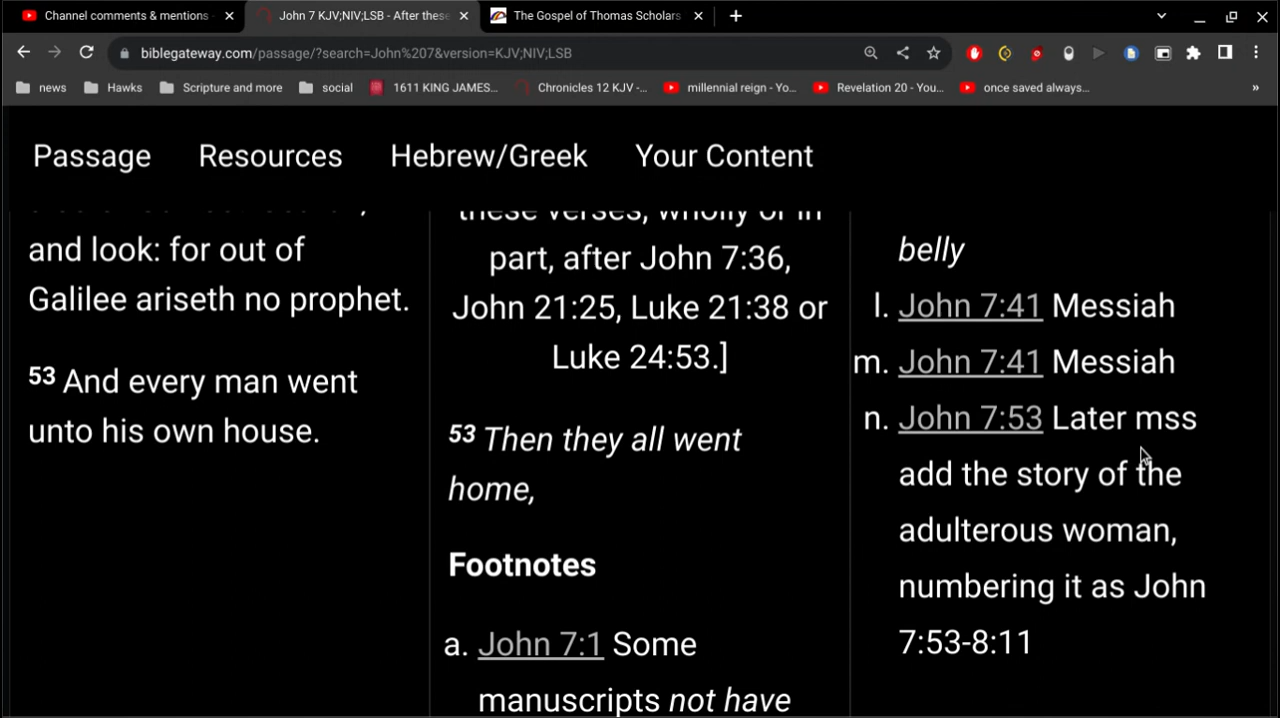 Channel comments & mentions
John 7 KJV;NIV;LSB - After these
The Gospel of Thomas Scholars
biblegateway.com/passage/?search=John%207&version=KJV;NIV;LSB
news
Hawks
Scripture and more
social
1611 KING JAMES...
Chronicles 12 KJV -...
millennial reign - Yo...
Revelation 20 - You...
once saved always...
»
Passage
Resources
Hebrew/Greek
Your Content
and look: for out of
Galilee ariseth no prophet.
53 And every man went
unto his own house.
these verses, wholly or in
part, after John 7:36,
John 21:25, Luke 21:38 or
Luke 24:53.]
53 Then they all went
home,
Footnotes
a. John 7:1 Some
manuscripts not have
belly
l. John 7:41 Messiah
m. John 7:41 Messiah
n. John 7:53 Later mss
add the story of the
adulterous woman,
numbering it as John
7:53-8:11